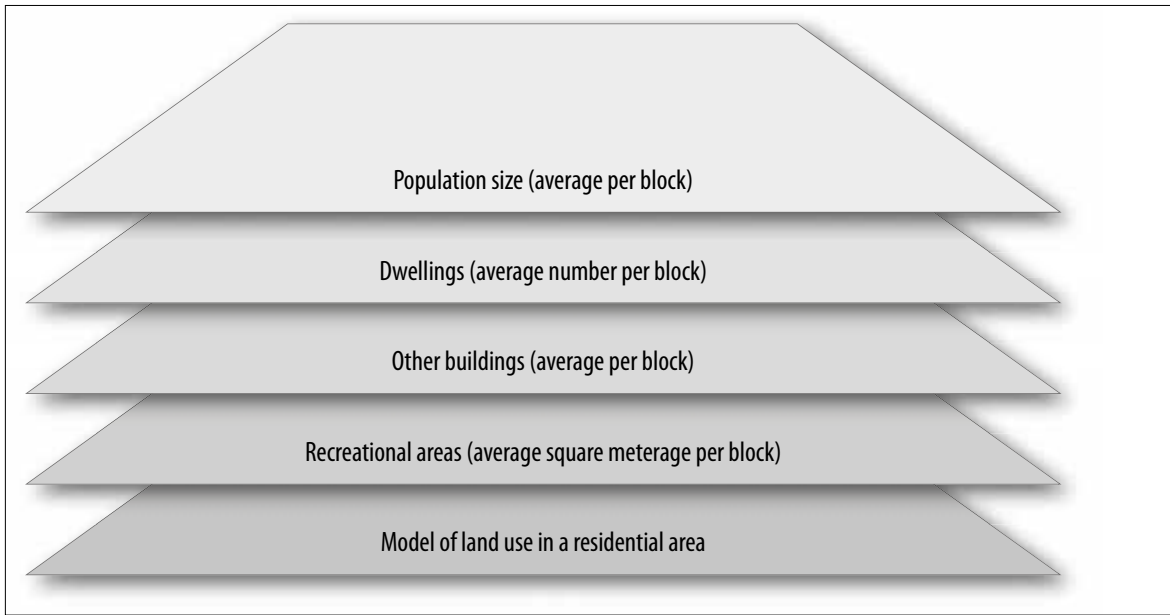 Population size (average per block)
Dwellings (average number per block)
Other buildings (average per block)
Recreational areas (average square meterage per block)
Model of land use in a residential area